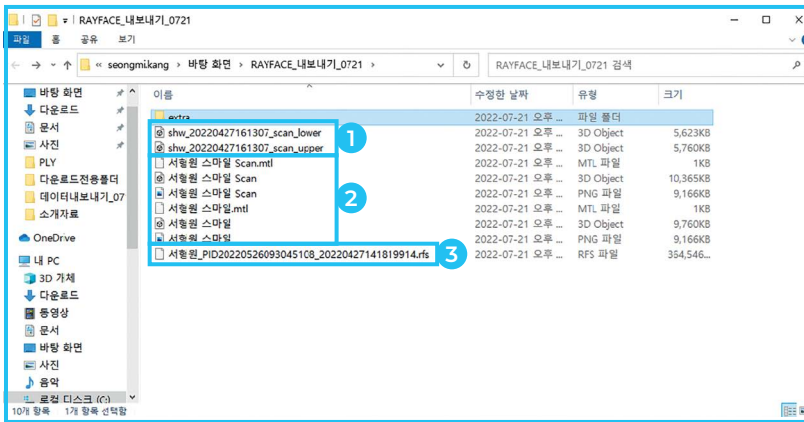 RAYFACE_내보내기_0721
파일 홈 공유 보기
« seongmikang > 바탕 화면 > RAYFACE_내보내기_0721 >
RAYFACE_내보내기_0721 검색
이름 수정한 날짜 유형 크기
바탕 화면
다운로드
문서
사진
PLY
다운로드전용폴더
데이터내보내기_07
소개자료
OneDrive
내 PC
3D 개체
다운로드
동영상
문서
바탕 화면
사진
음악
로컬 디스크 (C:)
extra 2022-07-21 오후 ... 파일 폴더
shw_20220427161307_scan_lower 2022-07-21 오후 ... 3D Object 5,623KB
1
shw_20220427161307_scan_upper 2022-07-21 오후 ... 3D Object 5,760KB
서형원 스마일 Scan.mtl 2022-07-21 오후 ... MTL 파일 1KB
서형원 스마일 Scan 2022-07-21 오후 ... 3D Object 10,365KB
서형원 스마일 Scan 2022-07-21 오후 ... PNG 파일 9,166KB
2
서형원 스마일.mtl 2022-07-21 오후 ... MTL 파일 1KB
서형원 스마일 2022-07-21 오후 ... 3D Object 9,760KB
서형원 스마일 2022-07-21 오후 ... PNG 파일 9,166KB
서형원_PID20220526093045108_20220427141819914.rfs 3 2022-07-21 오후 ... RFS 파일 364,546...
10개 항목 1개 항목 선택함